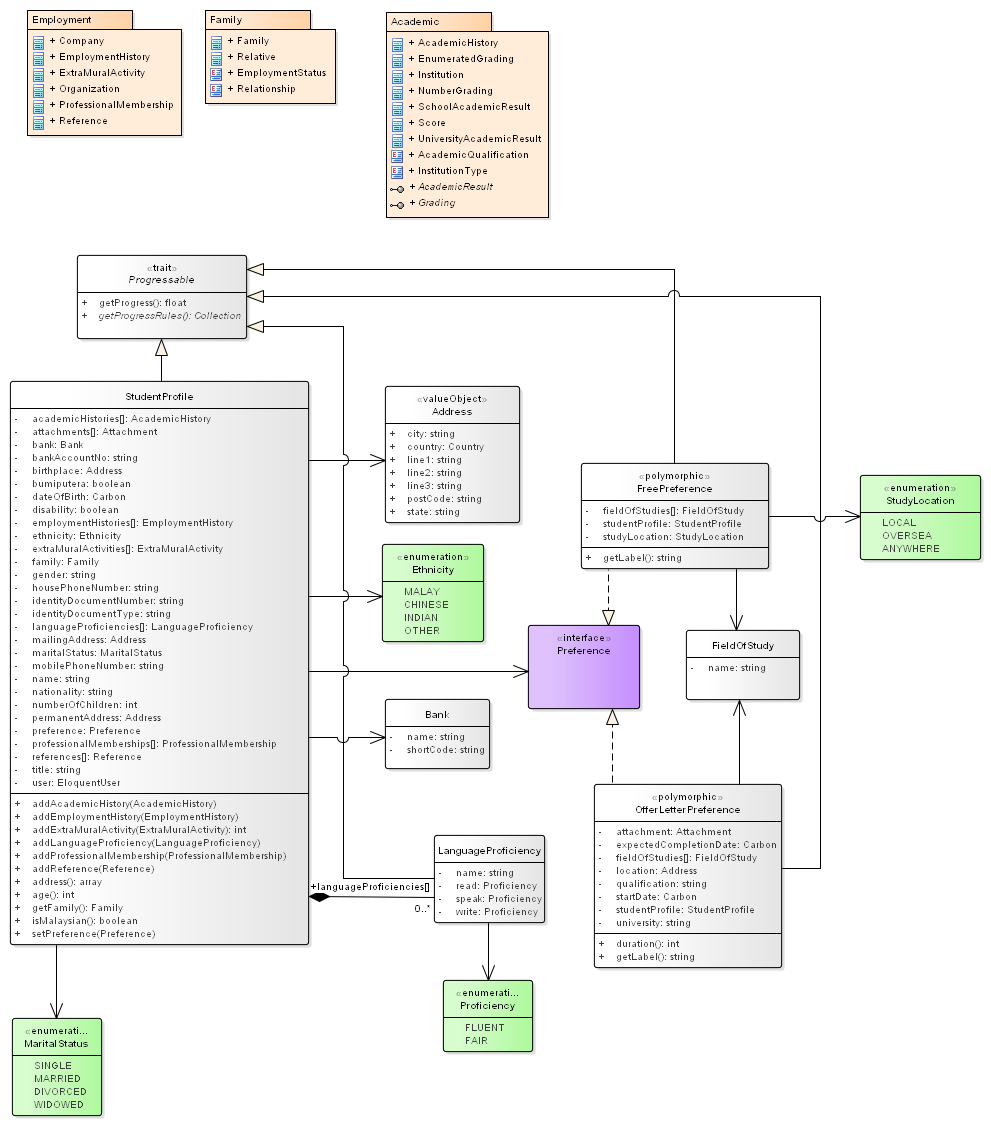 Employment
+ Company
+ EmploymentHistory
+ ExtraMuralActivity
+ Organization
+ ProfessionalMembership
+ Reference
Family
+ Family
+ Relative
+ EmploymentStatus
+ Relationship
Academic
+ AcademicHistory
+ EnumeratedGrading
+ Institution
+ NumberGrading
+ SchoolAcademicResult
+ Score
+ UniversityAcademicResult
+ AcademicQualification
+ InstitutionType
+ AcademicResult
+ Grading
«trait»
Progressable
+ getProgress(): float
+ getProgressRules(): Collection
StudentProfile
- academicHistories[]: AcademicHistory
- attachments[]: Attachment
- bank: Bank
- bankAccountNo: string
- birthplace: Address
- bumiputera: boolean
- dateOfBirth: Carbon
- disability: boolean
- employmentHistories[]: EmploymentHistory
- ethnicity: Ethnicity
- extraMuralActivities[]: ExtraMuralActivity
- family: Family
- gender: string
- housePhoneNumber: string
- identityDocumentNumber: string
- identityDocumentType: string
- languageProficiencies[]: LanguageProficiency
- mailingAddress: Address
- maritalStatus: MaritalStatus
- mobilePhoneNumber: string
- name: string
- nationality: string
- numberOfChildren: int
- permanentAddress: Address
- preference: Preference
- professionalMemberships[]: ProfessionalMembership
- references[]: Reference
- title: string
- user: EloquentUser
+ addAcademicHistory(AcademicHistory)
+ addEmploymentHistory(EmploymentHistory)
+ addExtraMuralActivity(ExtraMuralActivity): int
+ addLanguageProficiency(LanguageProficiency)
+ addProfessionalMembership(ProfessionalMembership)
+ addReference(Reference)
+ address(): array
+ age(): int
+ getFamily(): Family
+ isMalaysian(): boolean
+ setPreference(Preference)
«valueObject»
Address
+ city: string
+ country: Country
+ line1: string
+ line2: string
+ line3: string
+ postCode: string
+ state: string
«enumeration»
Ethnicity
MALAY
CHINESE
INDIAN
OTHER
Bank
- name: string
- shortCode: string
«polymorphic»
FreePreference
- fieldOfStudies[]: FieldOfStudy
- studentProfile: StudentProfile
- studyLocation: StudyLocation
+ getLabel(): string
«enumeration»
StudyLocation
LOCAL
OVERSEA
ANYWHERE
«interface»
Preference
FieldOfStudy
- name: string
«polymorphic»
OfferLetterPreference
- attachment: Attachment
- expectedCompletionDate: Carbon
- fieldOfStudies[]: FieldOfStudy
- location: Address
- qualification: string
- startDate: Carbon
- studentProfile: StudentProfile
- university: string
+ duration(): int
+ getLabel(): string
LanguageProficiency
- name: string
- read: Proficiency
- speak: Proficiency
- write: Proficiency
+languageProficiencies[]
0..*
«enumerati...
Proficiency
FLUENT
FAIR
«enumerati...
MaritalStatus
SINGLE
MARRIED
DIVORCED
WIDOWED